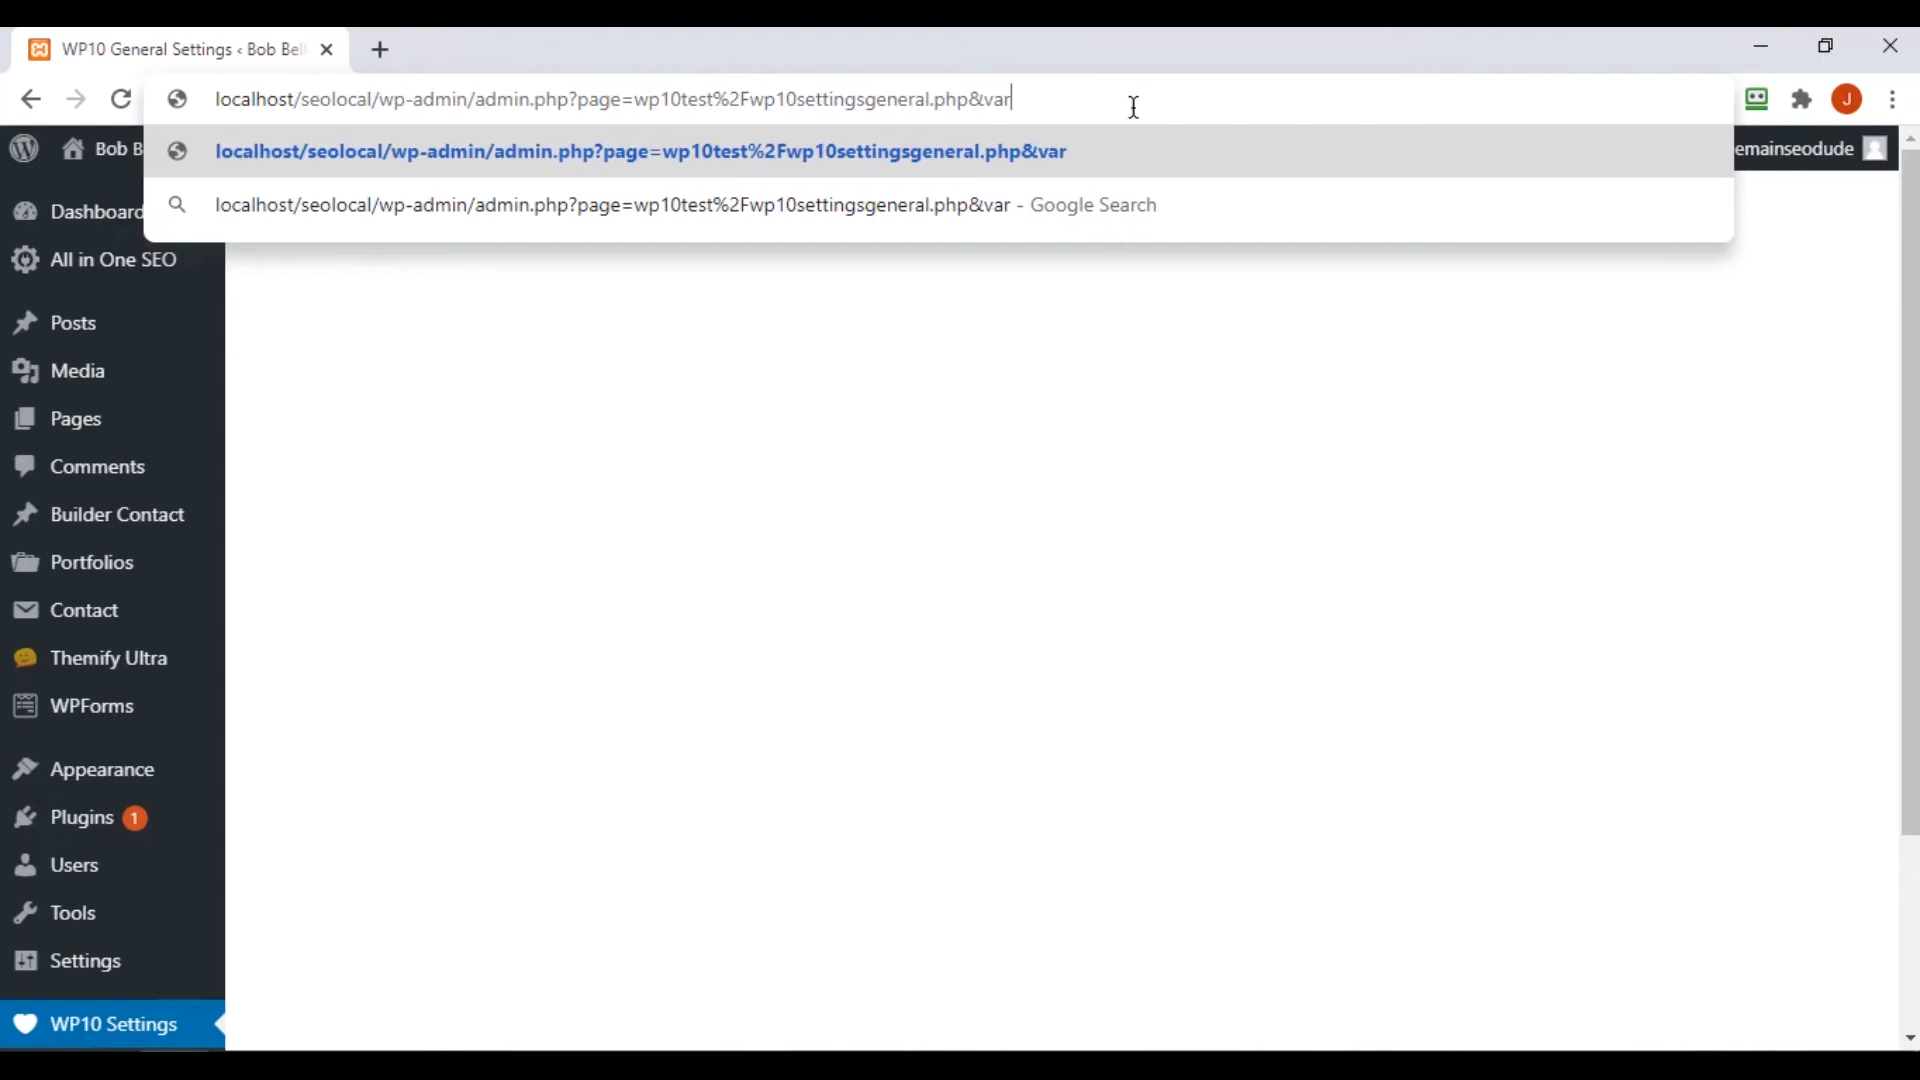 WP10 General Settings ‹ Bob Bel
localhost/seolocal/wp-admin/admin.php?page=wp10test%2Fwp10settingsgeneral.php&var
J
localhost/seolocal/wp-admin/admin.php?page=wp10test%2Fwp10settingsgeneral.php&var
localhost/seolocal/wp-admin/admin.php?page=wp10test%2Fwp10settingsgeneral.php&var - Google Search
Bob B
emainseodude
Dashboard
All in One SEO
Posts
Media
Pages
Comments
Builder Contact
Portfolios
Contact
Themify Ultra
WPForms
Appearance
Plugins 1
Users
Tools
Settings
WP10 Settings